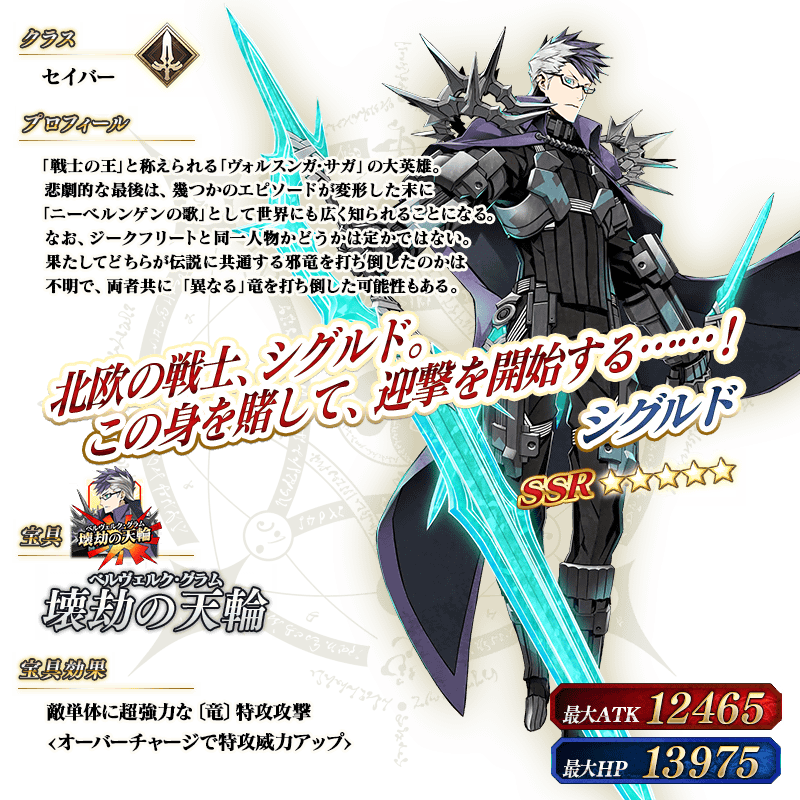 クラス
セイバー
プロフィール
「戦士の王」と称えられる「ヴォルスンガ・サガ」の大英雄。
悲劇的な最後は、幾つかのエピソードが変形した末に
「ニーベルンゲンの歌」として世界にも広く知られることになる。
なお、ジークフリートと同一人物かどうかは定かではない。
果たしてどちらが伝説に共通する邪竜を打ち倒したのかは
不明で、両者共に「異なる」竜を打ち倒した可能性もある。
北欧の戦士、シグルド。
この身を賭して、迎撃を開始する……！
シグルド
SSR ☆☆☆☆☆
宝具
ベルヴェルク・グラム
壊劫の天輪
ベルヴェルク・グラム
壊劫の天輪
宝具効果
敵単体に超強力な〔竜〕特攻攻撃
<オーバーチャージで特攻威力アップ>
最大ATK 12465
最大HP 13975